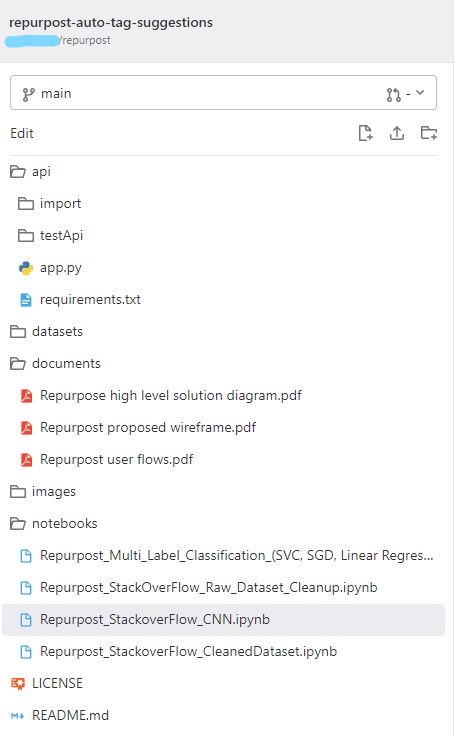 repurpost-auto-tag-suggestions
/repurpost
main
-
Edit
api
import
testApi
app.py
requirements.txt
datasets
documents
Repurpose high level solution diagram.pdf
Repurpost proposed wireframe.pdf
Repurpost user flows.pdf
images
notebooks
Repurpost_Multi_Label_Classification_(SVC, SGD, Linear Regres...
Repurpost_StackOverFlow_Raw_Dataset_Cleanup.ipynb
Repurpost_StackoverFlow_CNN.ipynb
Repurpost_StackoverFlow_CleanedDataset.ipynb
LICENSE
M↓ README.md